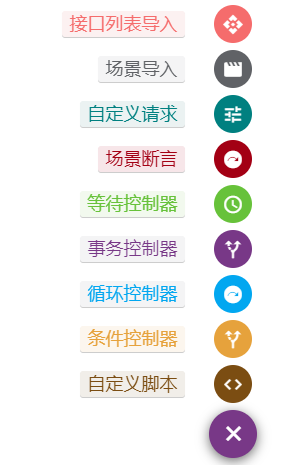 接口列表导入
场景导入
自定义请求
场景断言
等待控制器
事务控制器
循环控制器
条件控制器
自定义脚本